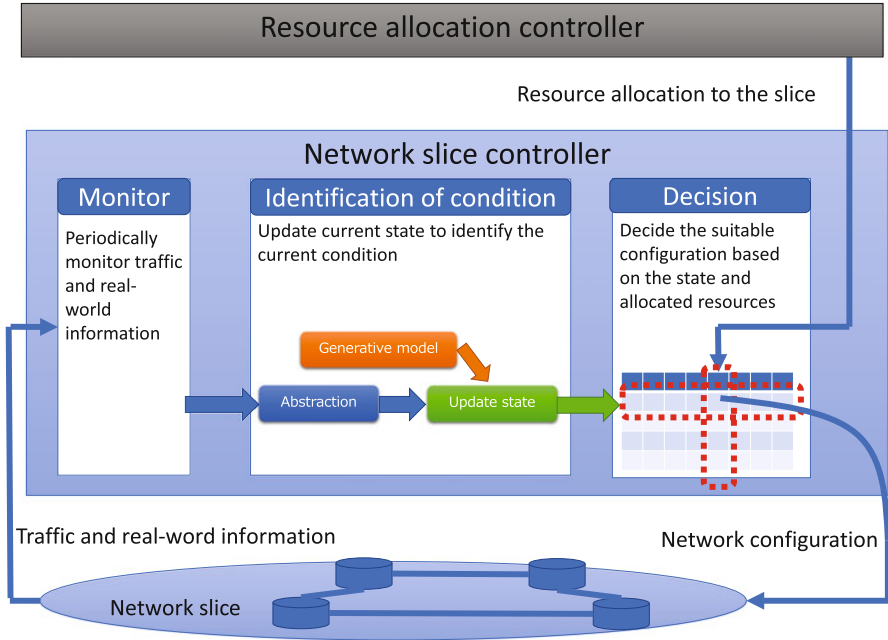 Resource allocation controller
Resource allocation to the slice
Network slice controller
Monitor
Periodically
monitor traffic
and real-
world
information
Identification of condition
Update current state to identify the
current condition
Generative model
Abstraction
Update state
Decision
Decide the suitable
configuration based
on the state and
allocated resources
Traffic and real-word information
Network configuration
Network slice